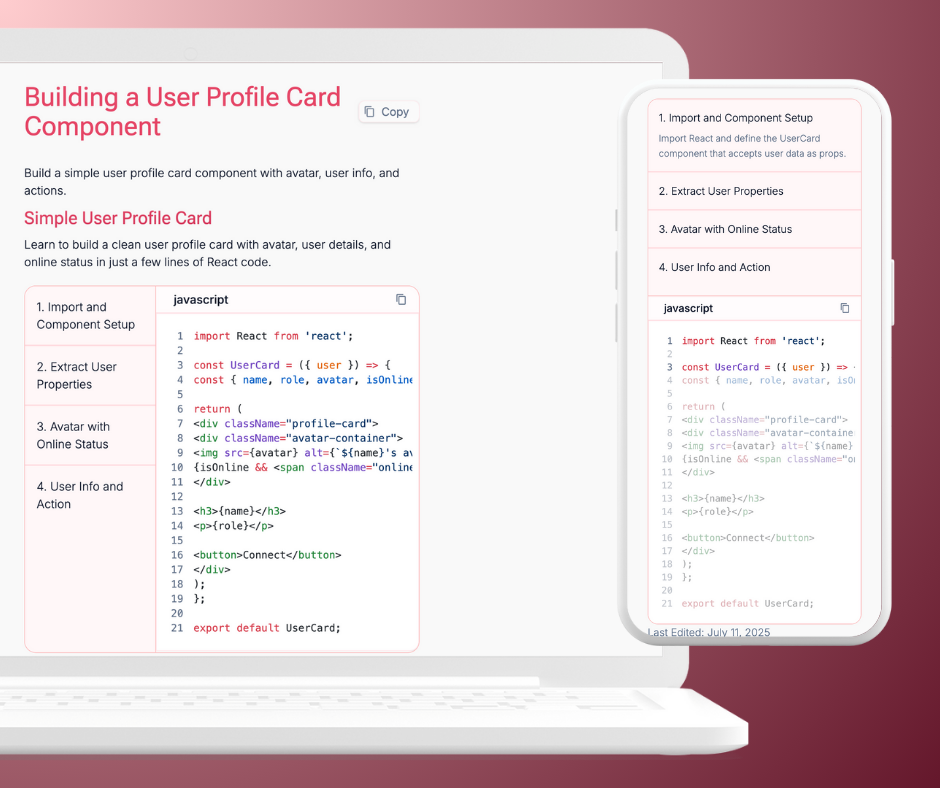 Building a User Profile Card
Component
Copy
Build a simple user profile card component with avatar, user info, and
actions.
Simple User Profile Card
Learn to build a clean user profile card with avatar, user details, and
online status in just a few lines of React code.
1. Import and
Component Setup
2. Extract User
Properties
3. Avatar with
Online Status
4. User Info and
Action
javascript
1 import React from 'react';
2
3 const UserCard = ({ user }) => {
4 const { name, role, avatar, isOnline
5
6 return (
7 <div className="profile-card">
8 <div className="avatar-container">
9 <img src={avatar} alt={`${name}'s av
10 {isOnline && <span className="online
11 </div>
12
13 <h3>{name}</h3>
14 <p>{role}</p>
15
16 <button>Connect</button>
17 </div>
18 );
19 };
20
21 export default UserCard;
1. Import and Component Setup
Import React and define the UserCard
component that accepts user data as props.
2. Extract User Properties
3. Avatar with Online Status
4. User Info and Action
javascript
1 import React from 'react';
2
3 const UserCard = ({ user }) =>
4 const { name, role, avatar, isOn
5
6 return (
7 <div className="profile-card">
8 <div className="avatar-containe
9 <img src={avatar} alt={`${name}
10 {isOnline && <span className="on
11 </div>
12
13 <h3>{name}</h3>
14 <p>{role}</p>
15
16 <button>Connect</button>
17 </div>
18 );
19 };
20
21 export default UserCard;
Last Edited: July 11, 2025